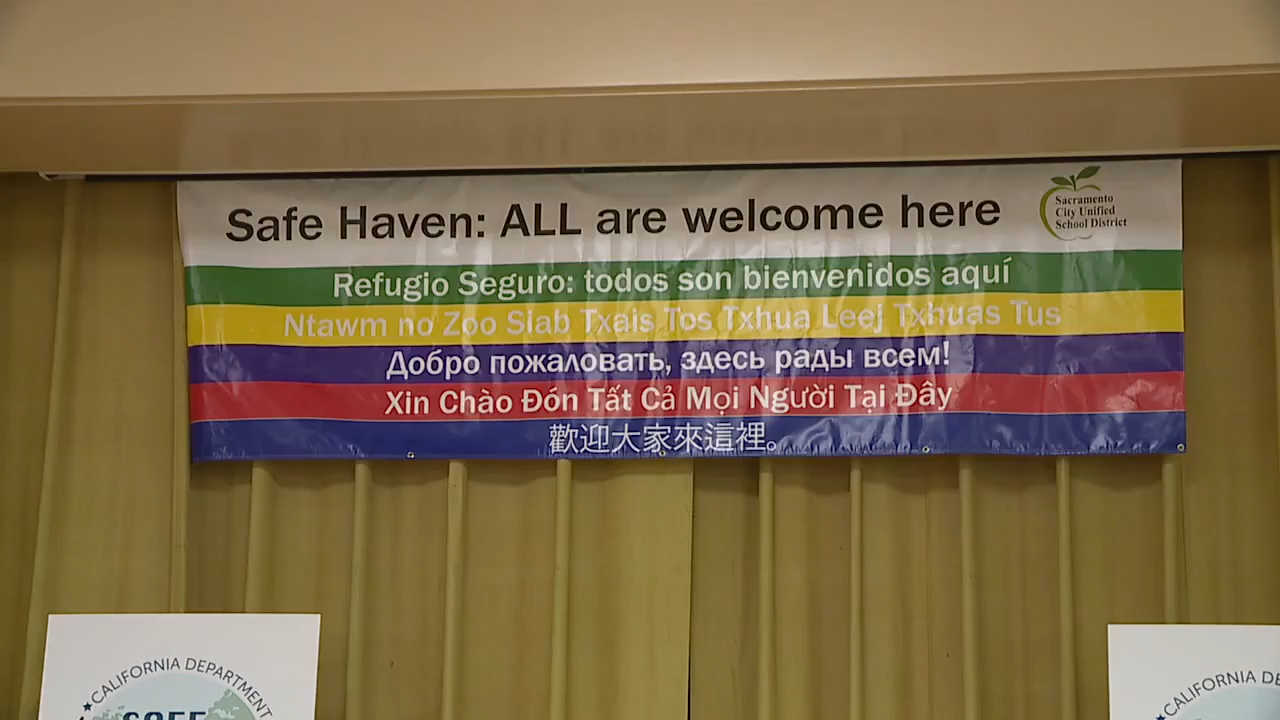 Safe Haven: ALL are welcome here
Sacramento
City Unified
School District
Refugio Seguro: todos son bienvenidos aquí
Ntawm no Zoo Siab Txais Tos Txhua Leej Txhuas Tus
Добро пожаловать, здесь рады всем!
Xin Chào Đón Tất Cả Mọi Người Tại Đây
歡迎大家來這裡。
CALIFORNIA DEPARTMENT
CALIFORNIA